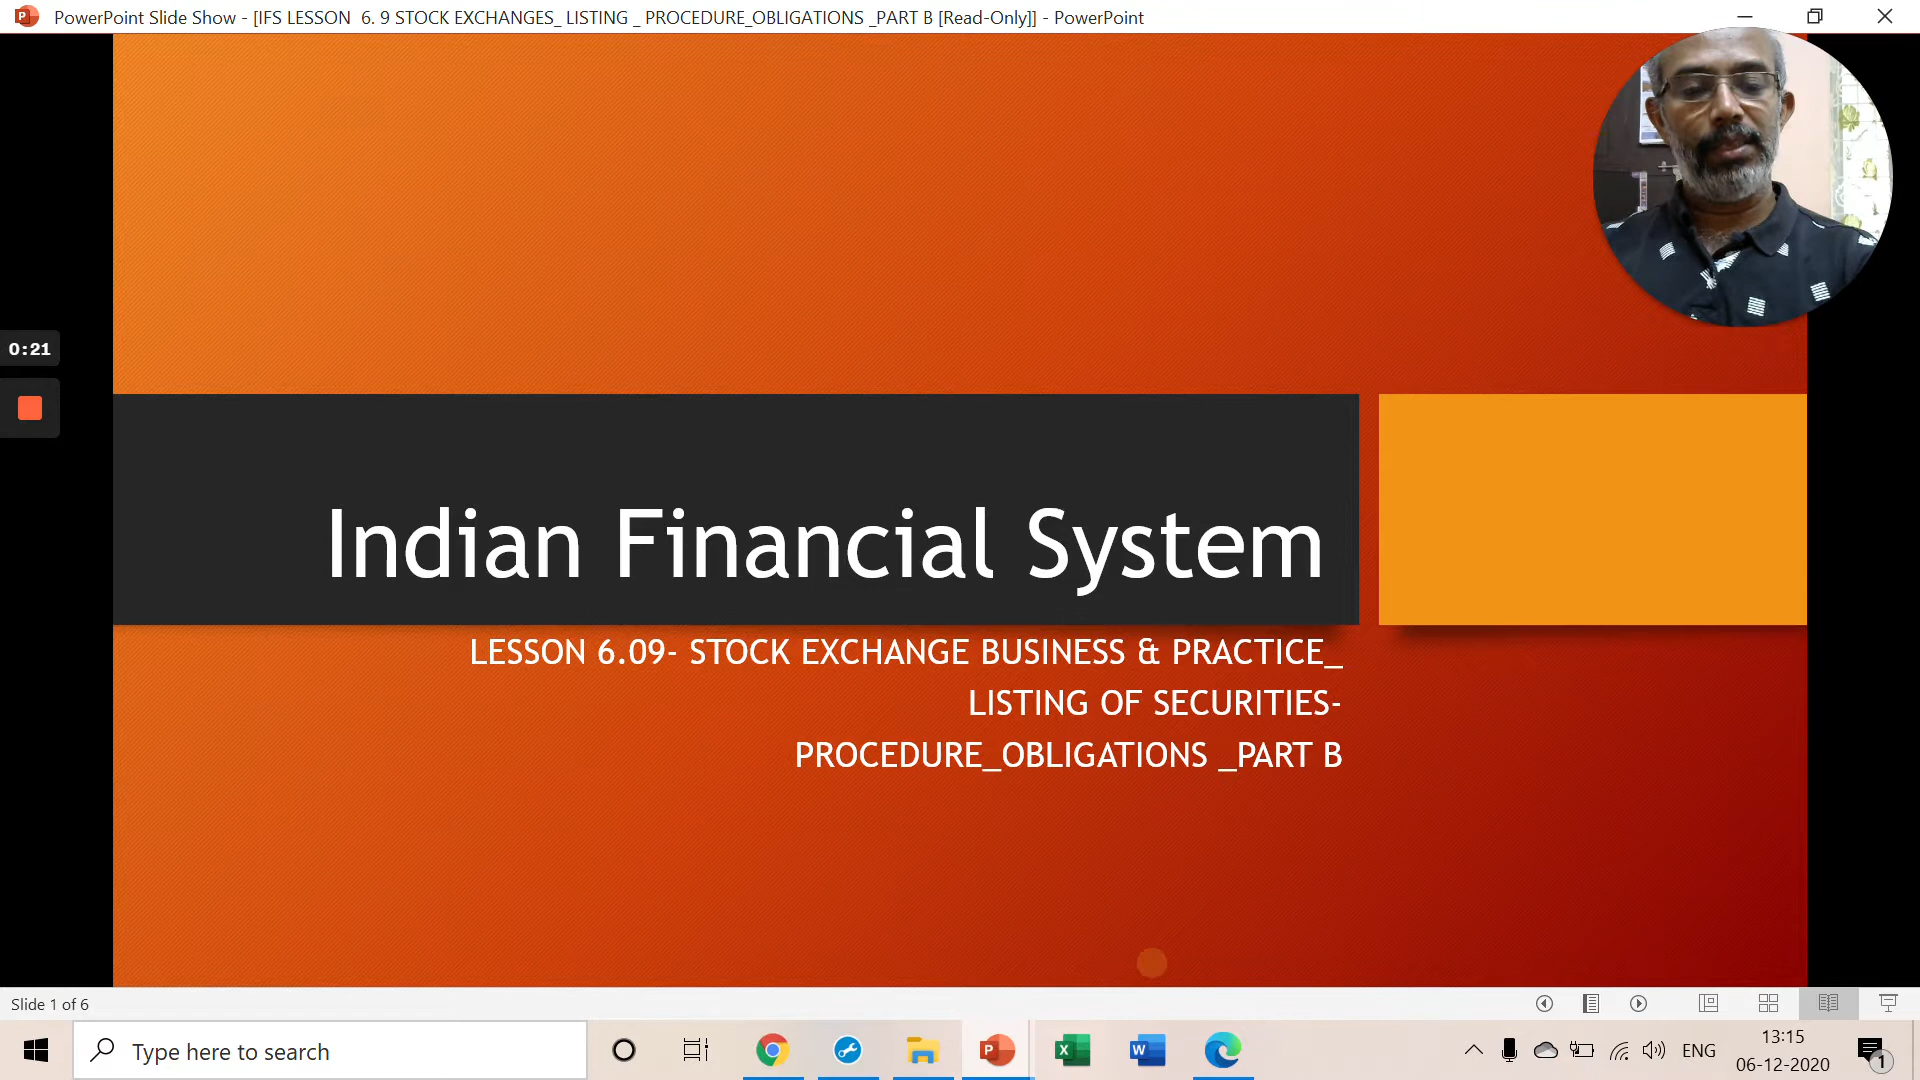 PowerPoint Slide Show - [IFS LESSON  6. 9 STOCK EXCHANGES_ LISTING _ PROCEDURE_OBLIGATIONS _PART B [Read-Only]] - PowerPoint
0:21
Indian Financial System
LESSON 6.09- STOCK EXCHANGE BUSINESS & PRACTICE_
LISTING OF SECURITIES-
PROCEDURE_OBLIGATIONS _PART B
Slide 1 of 6
Type here to search
ENG
13:15
06-12-2020
1